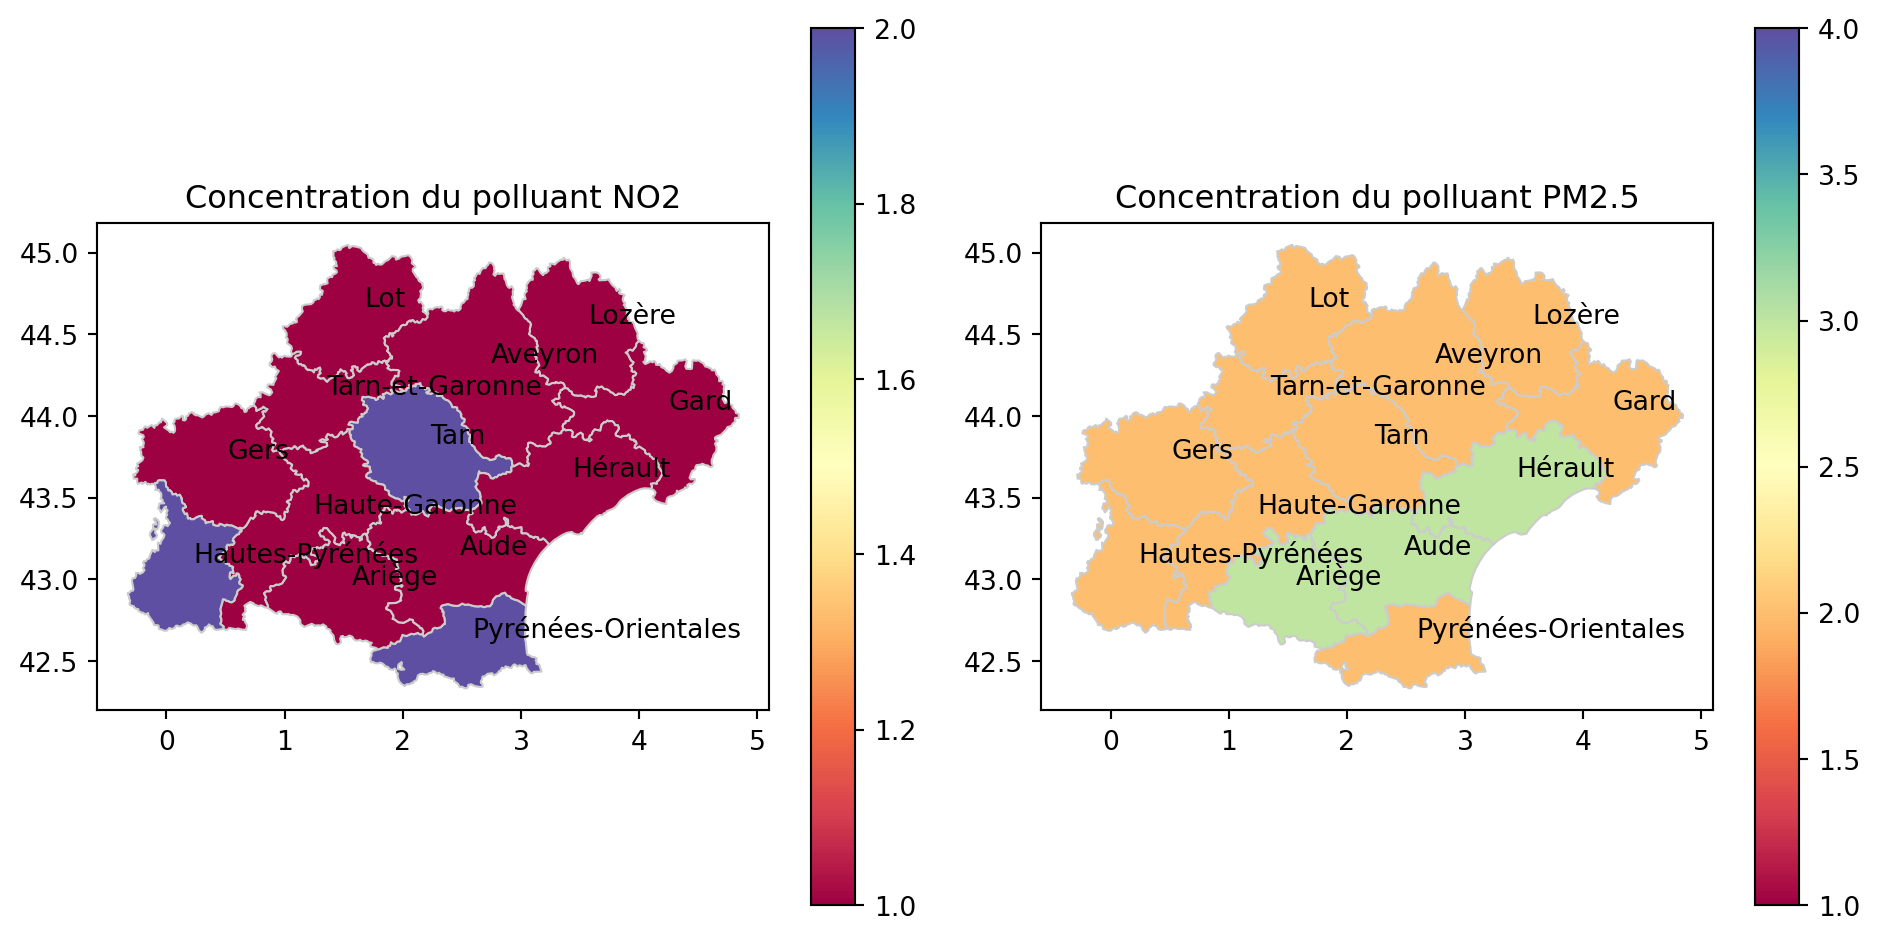 Concentration du polluant NO2
45.0
44.5
44.0
43.5
43.0
42.5
0 1 2 3 4 5
Lot
Lozère
Aveyron
Tarn-et-Garonne
Gard
Tarn
Gers
Hérault
Haute-Garonne
Aude
Hautes-Pyrénées
Ariège
Pyrénées-Orientales
2.0
1.8
1.6
1.4
1.2
1.0
Concentration du polluant PM2.5
45.0
44.5
44.0
43.5
43.0
42.5
0 1 2 3 4 5
Lot
Lozère
Aveyron
Tarn-et-Garonne
Gard
Tarn
Gers
Hérault
Haute-Garonne
Aude
Hautes-Pyrénées
Ariège
Pyrénées-Orientales
4.0
3.5
3.0
2.5
2.0
1.5
1.0